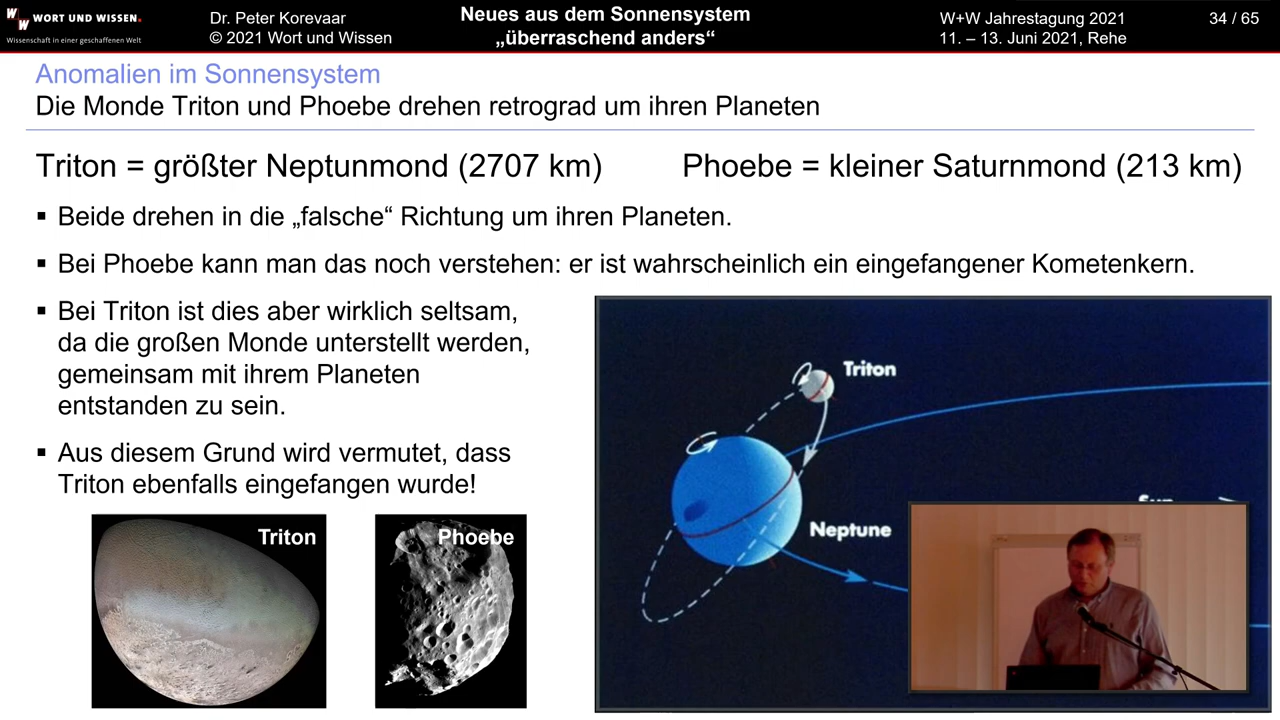 WORT UND WISSEN.
Wissenschaft in einer geschaffenen Welt
Dr. Peter Korevaar
© 2021 Wort und Wissen
Neues aus dem Sonnensystem
„überraschend anders“
W+W Jahrestagung 2021
11. – 13. Juni 2021, Rehe
34 / 65
Anomalien im Sonnensystem
Die Monde Triton und Phoebe drehen retrograd um ihren Planeten
Triton = größter Neptunmond (2707 km)
Phoebe = kleiner Saturnmond (213 km)
▪ Beide drehen in die „falsche“ Richtung um ihren Planeten.
▪ Bei Phoebe kann man das noch verstehen: er ist wahrscheinlich ein eingefangener Kometenkern.
▪ Bei Triton ist dies aber wirklich seltsam,
da die großen Monde unterstellt werden,
gemeinsam mit ihrem Planeten
entstanden zu sein.
▪ Aus diesem Grund wird vermutet, dass
Triton ebenfalls eingefangen wurde!
Triton
Phoebe
Triton
Neptune
Sun